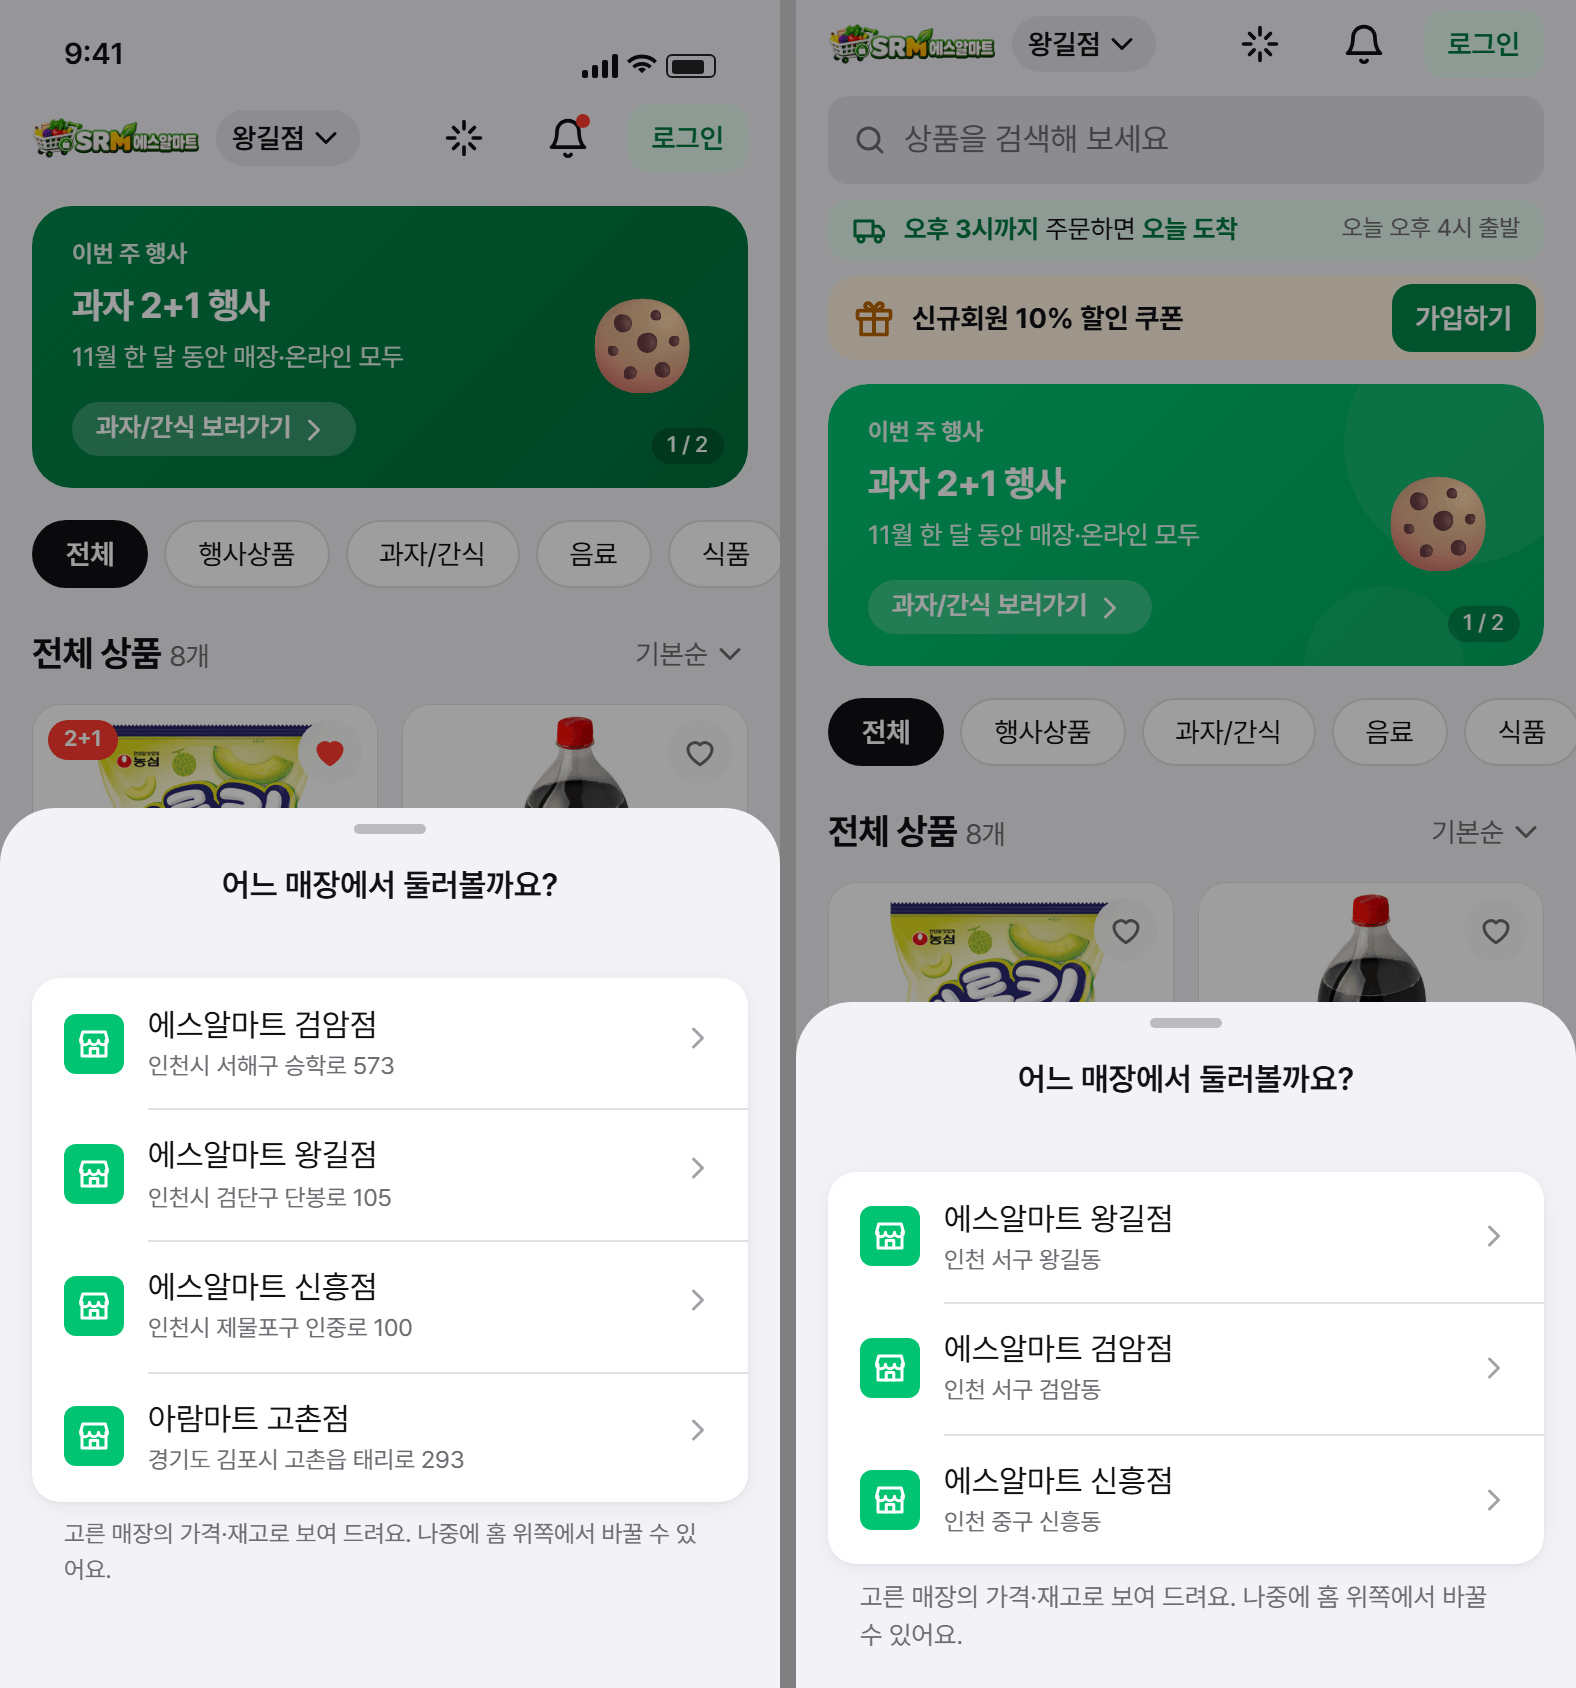 9:41
SRM 에스알마트
왕길점
로그인
이번 주 행사
과자 2+1 행사
11월 한 달 동안 매장·온라인 모두
과자/간식 보러가기
1 / 2
전체
행사상품
과자/간식
음료
식품
전체 상품 8개
기본순
2+1
농심
어느 매장에서 둘러볼까요?
에스알마트 검암점
인천시 서해구 승학로 573
에스알마트 왕길점
인천시 검단구 단봉로 105
에스알마트 신흥점
인천시 제물포구 인중로 100
아람마트 고촌점
경기도 김포시 고촌읍 태리로 293
고른 매장의 가격·재고로 보여 드려요. 나중에 홈 위쪽에서 바꿀 수 있
어요.
SRM 에스알마트
왕길점
로그인
상품을 검색해 보세요
오후 3시까지 주문하면 오늘 도착
오늘 오후 4시 출발
신규회원 10% 할인 쿠폰
가입하기
이번 주 행사
과자 2+1 행사
11월 한 달 동안 매장·온라인 모두
과자/간식 보러가기
1 / 2
전체
행사상품
과자/간식
음료
식품
전체 상품 8개
기본순
농심
어느 매장에서 둘러볼까요?
에스알마트 왕길점
인천 서구 왕길동
에스알마트 검암점
인천 서구 검암동
에스알마트 신흥점
인천 중구 신흥동
고른 매장의 가격·재고로 보여 드려요. 나중에 홈 위쪽에서 바꿀
수 있어요.